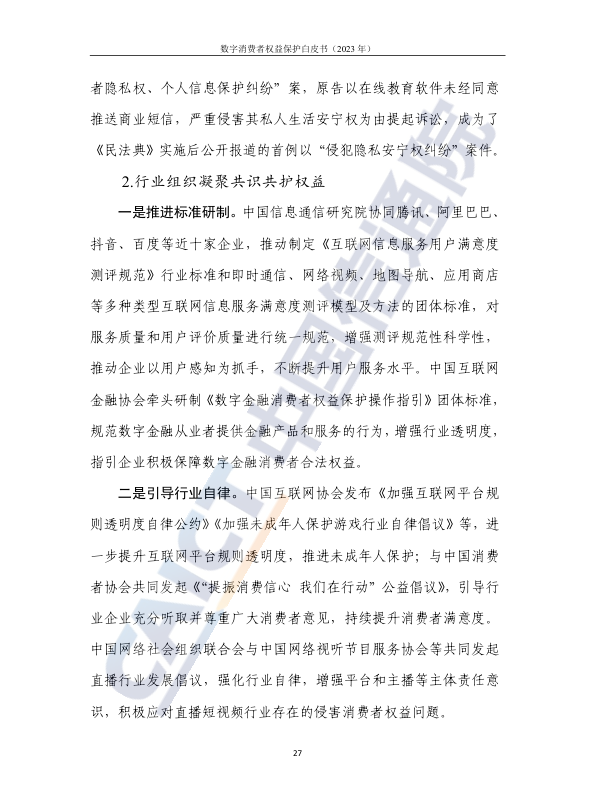 数字消费者权益保护白皮书（2023 年）
者隐私权、个人信息保护纠纷”案，原告以在线教育软件未经同意
推送商业短信，严重侵害其私人生活安宁权为由提起诉讼，成为了
《民法典》实施后公开报道的首例以“侵犯隐私安宁权纠纷”案件。
2.行业组织凝聚共识共护权益
一是推进标准研制。中国信息通信研究院协同腾讯、阿里巴巴、
抖音、百度等近十家企业，推动制定《互联网信息服务用户满意度
测评规范》行业标准和即时通信、网络视频、地图导航、应用商店
等多种类型互联网信息服务满意度测评模型及方法的团体标准，对
服务质量和用户评价质量进行统一规范，增强测评规范性科学性，
推动企业以用户感知为抓手，不断提升用户服务水平。中国互联网
金融协会牵头研制《数字金融消费者权益保护操作指引》团体标准，
规范数字金融从业者提供金融产品和服务的行为，增强行业透明度，
指引企业积极保障数字金融消费者合法权益。
二是引导行业自律。中国互联网协会发布《加强互联网平台规
则透明度自律公约》《加强未成年人保护游戏行业自律倡议》等，进
一步提升互联网平台规则透明度，推进未成年人保护；与中国消费
者协会共同发起《“提振消费信心 我们在行动”公益倡议》，引导行
业企业充分听取并尊重广大消费者意见，持续提升消费者满意度。
中国网络社会组织联合会与中国网络视听节目服务协会等共同发起
直播行业发展倡议，强化行业自律，增强平台和主播等主体责任意
识，积极应对直播短视频行业存在的侵害消费者权益问题。
27
CAICT 中国信通院